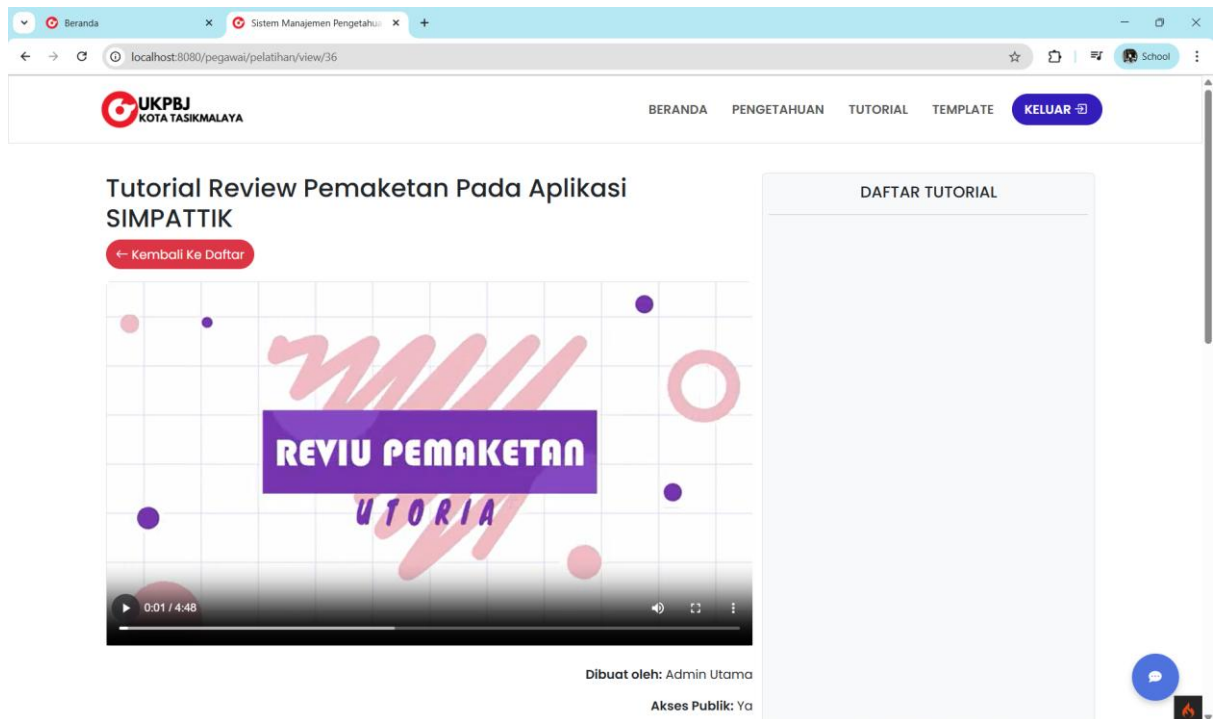 Beranda
Sistem Manajemen Pengetahua
localhost:8080/pegawai/pelatihan/view/36
School
UKPBJ
KOTA TASIKMALAYA
BERANDA PENGETAHUAN TUTORIAL TEMPLATE KELUAR
Tutorial Review Pemaketan Pada Aplikasi
SIMPATTIK
← Kembali Ke Daftar
DAFTAR TUTORIAL
REVIU PEMAKETAN
UTORIA
0:01 / 4:48
Dibuat oleh: Admin Utama
Akses Publik: Ya